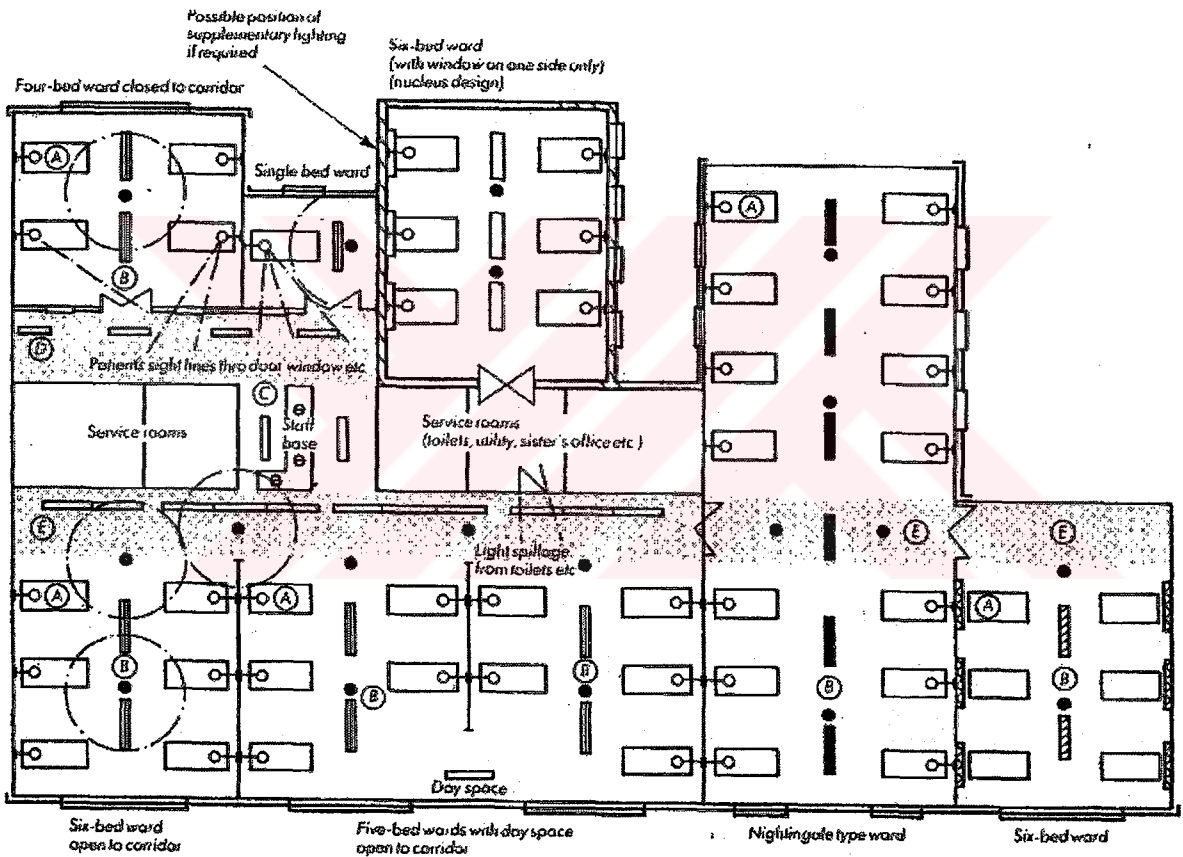 Possible position of
supplementary lighting
if required
Six-bed ward
(with window on one side only)
(nucleus design)
Four-bed ward closed to corridor
Single bed ward
A
A
B
D
Patients sight lines thro door window etc
C
Staff
base
Service rooms
Service rooms
(toilets, utility, sister's office etc)
E
E
E
Light spillage
from toilets etc
A
A
A
B
B
B
B
B
Day space
Six-bed ward
open to corridor
Five-bed wards with day space
open to corridor
Nightingale type ward
Six-bed ward